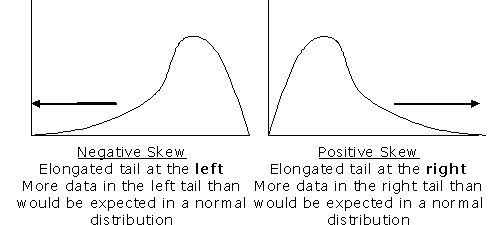 Negative Skew
Elongated tail at the left
More data in the left tail than
would be expected in a normal
distribution
Positive Skew
Elongated tail at the right
More data in the right tail than
would be expected in a normal
distribution